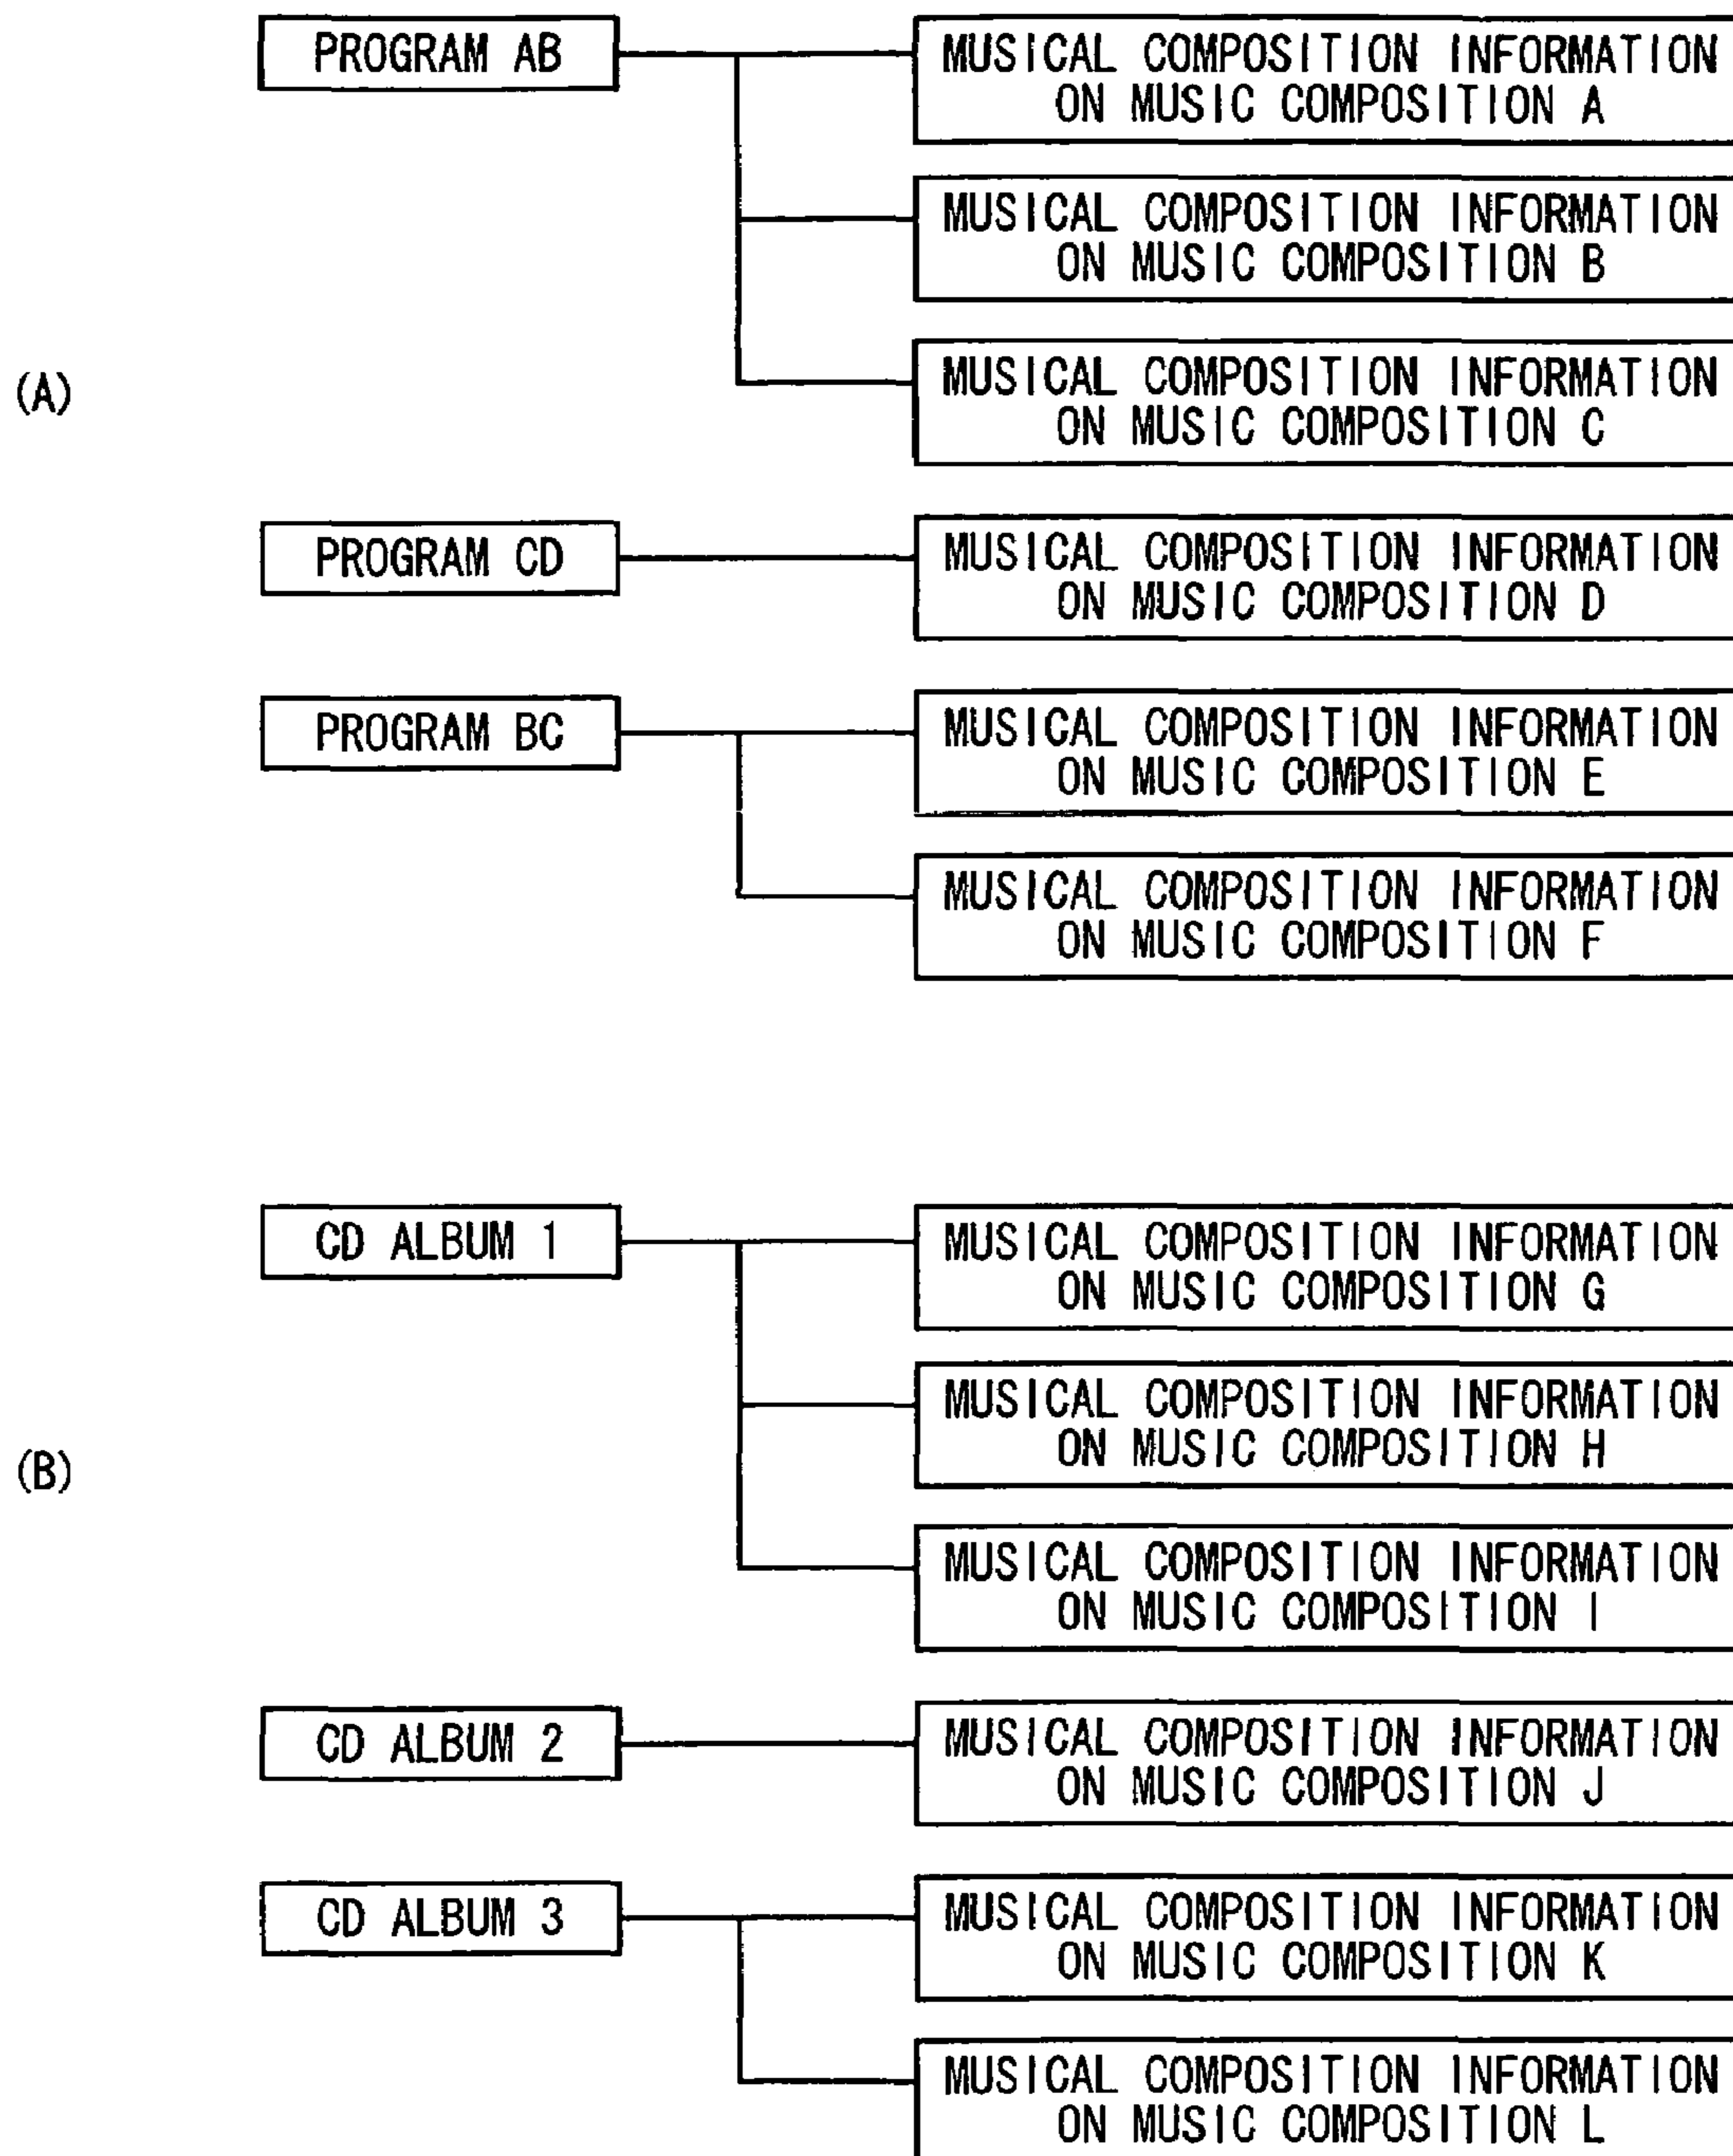 PROGRAM AB
MUSICAL COMPOSITION INFORMATION
ON MUSIC COMPOSITION A
MUSICAL COMPOSITION INFORMATION
ON MUSIC COMPOSITION B
(A)
MUSICAL COMPOSITION INFORMATION
ON MUSIC COMPOSITION C
PROGRAM CD
MUSICAL COMPOSITION INFORMATION
ON MUSIC COMPOSITION D
PROGRAM BC
MUSICAL COMPOSITION INFORMATION
ON MUSIC COMPOSITION E
MUSICAL COMPOSITION INFORMATION
ON MUSIC COMPOSITION F
CD ALBUM 1
MUSICAL COMPOSITION INFORMATION
ON MUSIC COMPOSITION G
MUSICAL COMPOSITION INFORMATION
ON MUSIC COMPOSITION H
(B)
MUSICAL COMPOSITION INFORMATION
ON MUSIC COMPOSITION I
CD ALBUM 2
MUSICAL COMPOSITION INFORMATION
ON MUSIC COMPOSITION J
CD ALBUM 3
MUSICAL COMPOSITION INFORMATION
ON MUSIC COMPOSITION K
MUSICAL COMPOSITION INFORMATION
ON MUSIC COMPOSITION L